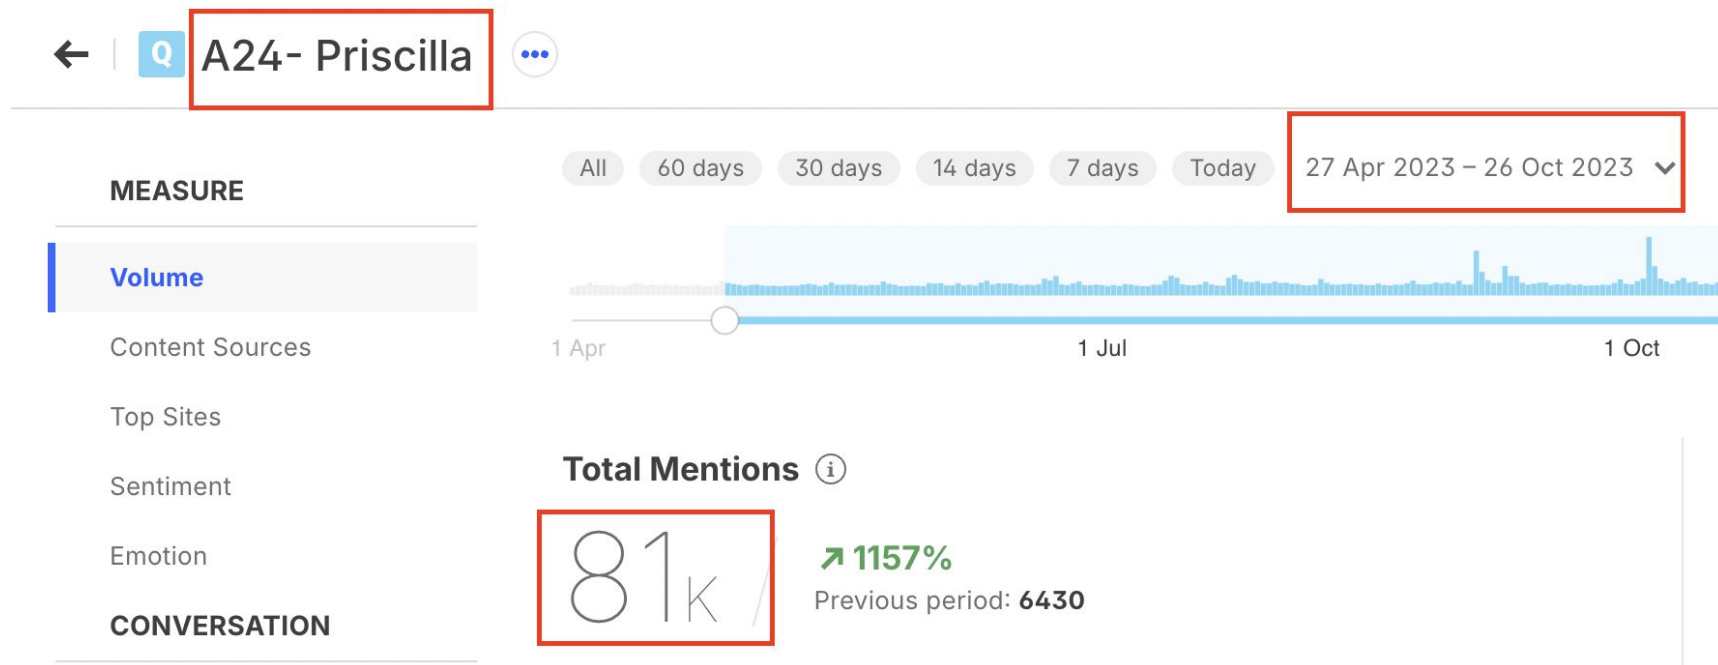 Q A24- Priscilla
All 60 days 30 days 14 days 7 days Today 27 Apr 2023 – 26 Oct 2023
MEASURE
Volume
Content Sources
Top Sites
Sentiment
Emotion
CONVERSATION
1 Apr 1 Jul 1 Oct
Total Mentions i
81K / 1157%
Previous period: 6430